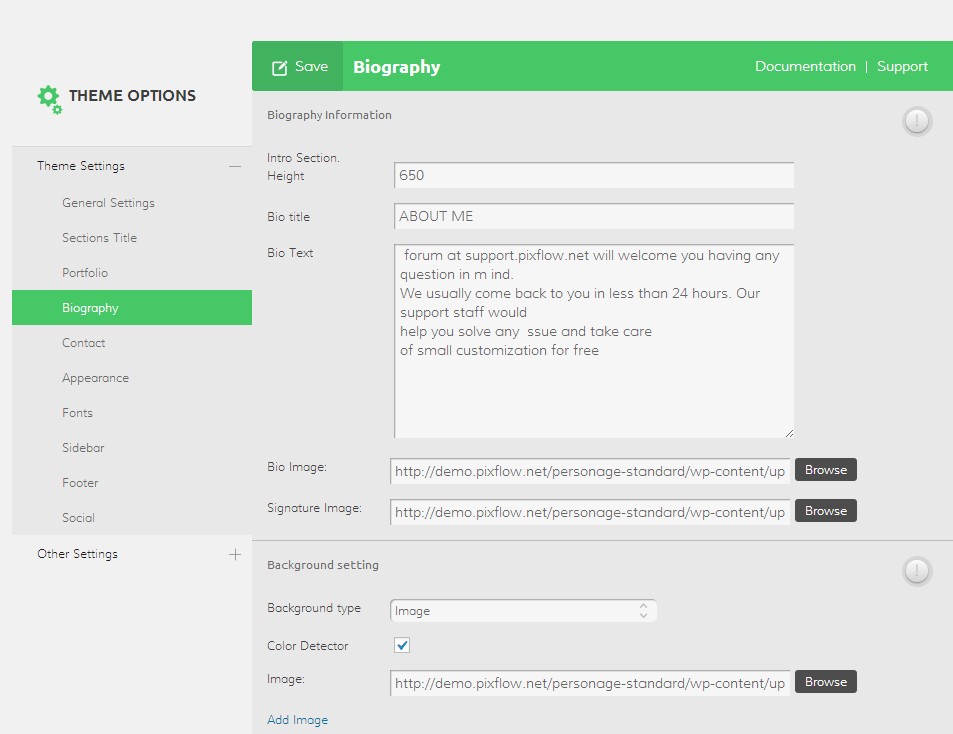 Save
Biography
Documentation | Support
THEME OPTIONS
Theme Settings
General Settings
Sections Title
Portfolio
Biography
Contact
Appearance
Fonts
Sidebar
Footer
Social
Other Settings
Biography Information
Intro Section.
Height
650
Bio title
ABOUT ME
Bio Text
forum at support.pixflow.net will welcome you having any
question in m ind.
We usually come back to you in less than 24 hours. Our
support staff would
help you solve any  ssue and take care
of small customization for free
Bio Image:
http://demo.pixflow.net/personage-standard/wp-content/up
Browse
Signature Image:
http://demo.pixflow.net/personage-standard/wp-content/up
Browse
Background setting
Background type
Image
Color Detector
Image:
http://demo.pixflow.net/personage-standard/wp-content/up
Browse
Add Image